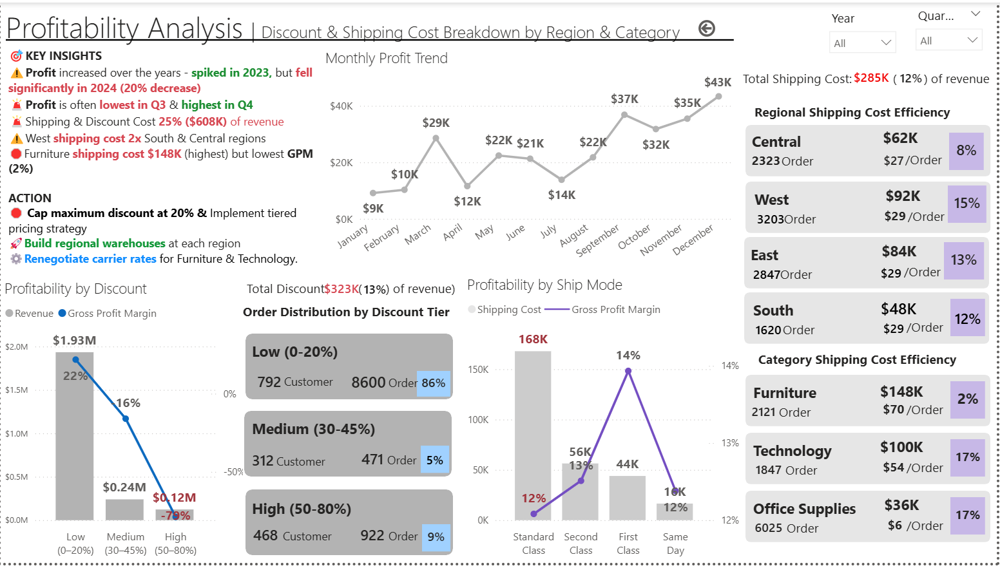 Profitability Analysis | Discount & Shipping Cost Breakdown by Region & Category
Year
Quar...
All
All
KEY INSIGHTS
Profit increased over the years - spiked in 2023, but fell
significantly in 2024 (20% decrease)
Profit is often lowest in Q3 & highest in Q4
Shipping & Discount Cost 25% ($608K) of revenue
West shipping cost 2x South & Central regions
Furniture shipping cost $148K (highest) but lowest GPM
(2%)
ACTION
Cap maximum discount at 20% & Implement tiered
pricing strategy
Build regional warehouses at each region
Renegotiate carrier rates for Furniture & Technology.
Monthly Profit Trend
$40K
$20K
$0K
$9K
$10K
$29K
$12K
$22K
$21K
$14K
$22K
$37K
$32K
$35K
$43K
January
February
March
April
May
June
July
August
September
October
November
December
Total Shipping Cost: $285K ( 12% ) of revenue
Regional Shipping Cost Efficiency
Central
$62K
8%
2323 Order
$27 /Order
West
$92K
15%
3203 Order
$29 /Order
East
$84K
13%
2847 Order
$29 /Order
South
$48K
12%
1620 Order
$29 /Order
Category Shipping Cost Efficiency
Furniture
$148K
2%
2121 Order
$70 /Order
Technology
$100K
17%
1847 Order
$54 /Order
Office Supplies
$36K
17%
6025 Order
$6 /Order
Profitability by Discount
Revenue
Gross Profit Margin
$2.0M
$1.5M
$1.0M
$0.5M
$0.0M
$1.93M
22%
16%
$0.24M
$0.12M
0%
-50%
Low
(0–20%)
Medium
(30–45%)
High
(50–80%)
Total Discount $323K ( 13% ) of revenue)
Order Distribution by Discount Tier
Low (0-20%)
792 Customer
8600 Order
86%
Medium (30-45%)
312 Customer
471 Order
5%
High (50-80%)
468 Customer
922 Order
9%
Profitability by Ship Mode
Shipping Cost
Gross Profit Margin
150K
100K
50K
0K
168K
12%
56K
13%
14%
44K
16K
12%
14%
13%
12%
Standard
Class
Second
Class
First
Class
Same
Day